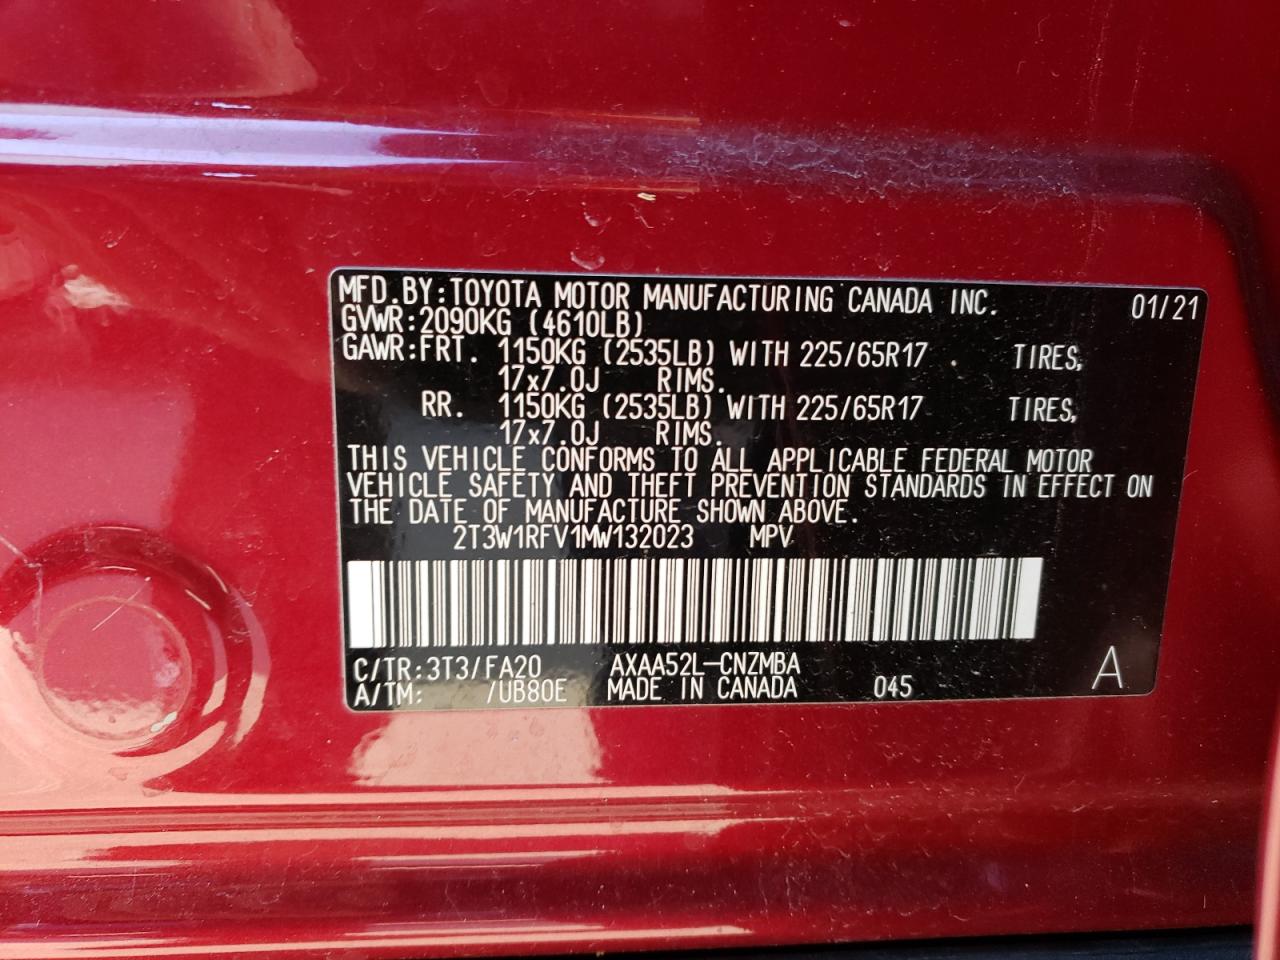 MFD.BY:TOYOTA MOTOR MANUFACTURING CANADA INC. 01/21
GVWR:2090KG (4610LB)
GAWR:FRT. 1150KG (2535LB) WITH 225/65R17 TIRES,
17x7.0J RIMS.
RR. 1150KG (2535LB) WITH 225/65R17 TIRES,
17x7.0J RIMS.
THIS VEHICLE CONFORMS TO ALL APPLICABLE FEDERAL MOTOR
VEHICLE SAFETY AND THEFT PREVENTION STANDARDS IN EFFECT ON
THE DATE OF MANUFACTURE SHOWN ABOVE.
2T3W1RFV1MW132023 MPV
C/TR:3T3/FA20 AXAA52L-CNZMBA
A/TM: /UB80E MADE IN CANADA 045 A